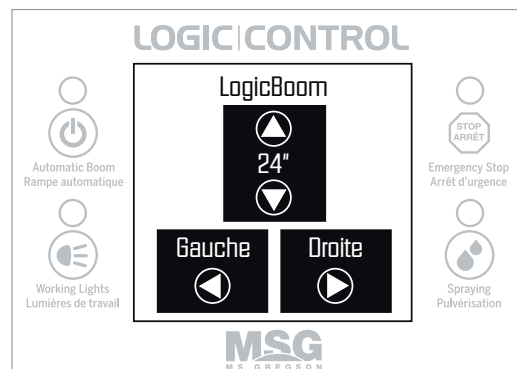 LOGIC|CONTROL
LogicBoom
24"
Gauche
Droite
Automatic Boom
Rampe automatique
Working Lights
Lumières de travail
STOP
ARRÊT
Emergency Stop
Arrêt d'urgence
Spraying
Pulvérisation
MSG
MS GREGSON